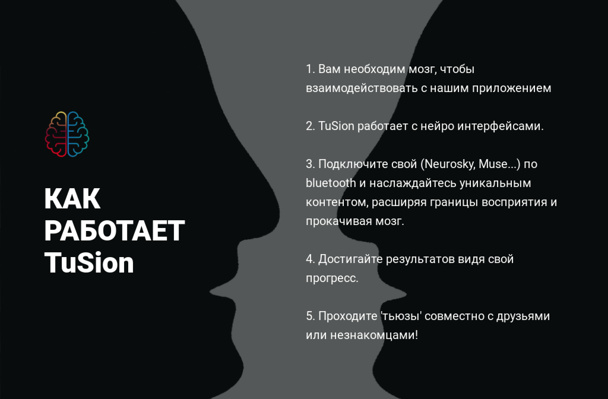 КАК
РАБОТАЕТ
TuSion
1. Вам необходим мозг, чтобы
взаимодействовать с нашим приложением
2. TuSion работает с нейро интерфейсами.
3. Подключите свой (Neurosky, Muse...) по
bluetooth и наслаждайтесь уникальным
контентом, расширяя границы восприятия и
прокачивая мозг.
4. Достигайте результатов видя свой
прогресс.
5. Проходите 'тьюзы' совместно с друзьями
или незнакомцами!